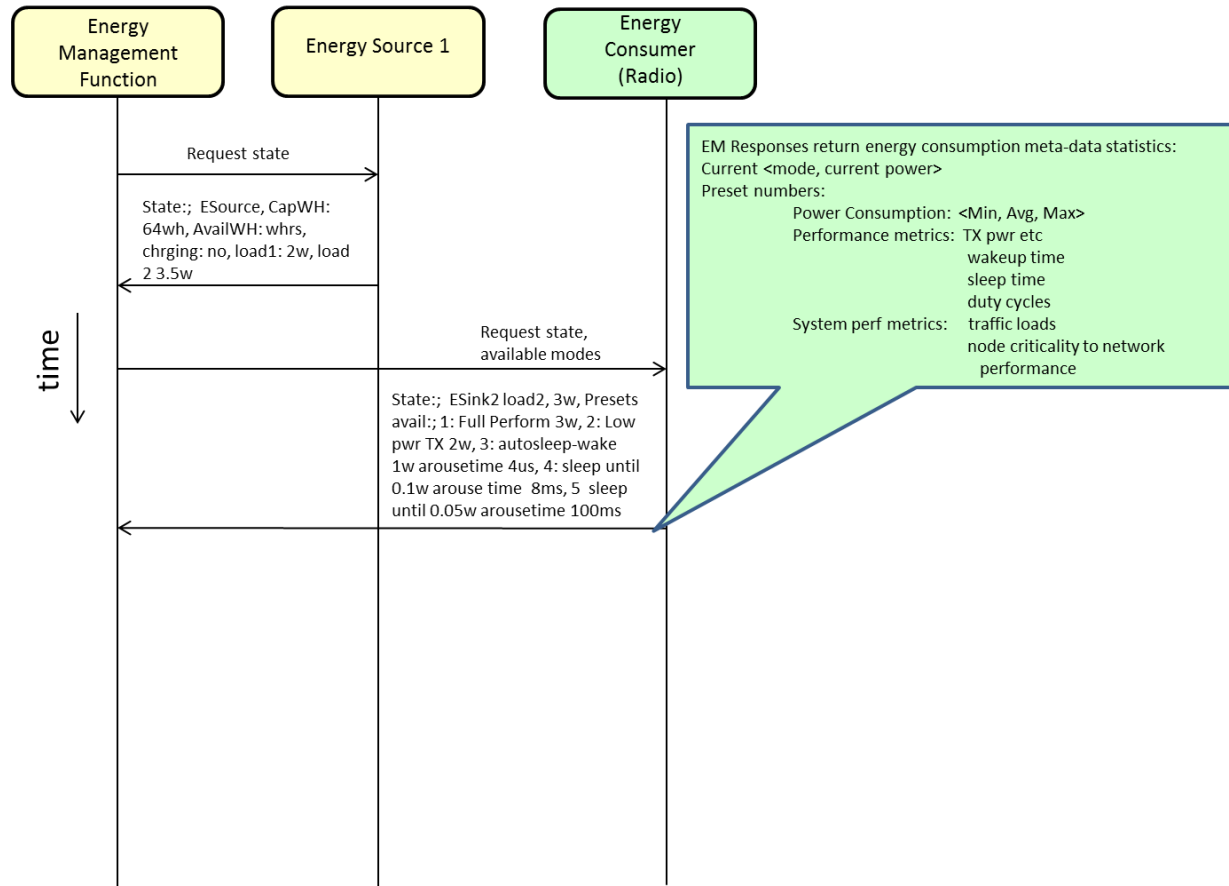 Energy
Management
Function
Energy Source 1
Energy
Consumer
(Radio)
Request state
State:;  ESource, CapWH:
64wh, AvailWH: whrs,
chrging: no, load1: 2w, load
2 3.5w
time
Request state,
available modes
State:;  ESink2 load2, 3w, Presets
avail:; 1: Full Perform 3w, 2: Low
pwr TX 2w, 3: autosleep-wake
1w arousetime 4us, 4: sleep until
0.1w arouse time  8ms, 5  sleep
until 0.05w arousetime 100ms
EM Responses return energy consumption meta-data statistics:
Current <mode, current power>
Preset numbers:
Power Consumption:  <Min, Avg, Max>
Performance metrics:  TX pwr etc
wakeup time
sleep time
duty cycles
System perf metrics:    traffic loads
node criticality to network
performance